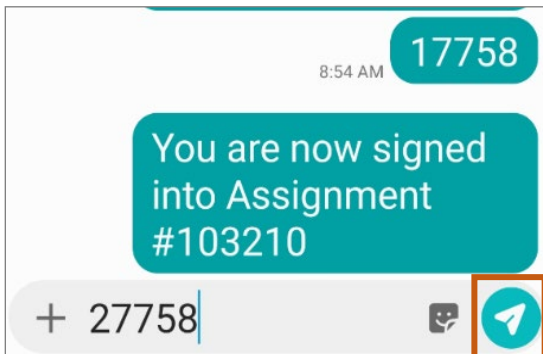 17758
8:54 AM
You are now signed
into Assignment
#103210
+ 27758